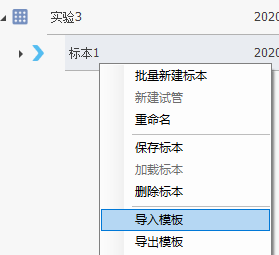 实验3 2020
标本1 2020
批量新建标本
新建试管
重命名
保存标本
加载标本
删除标本
导入模板
导出模板